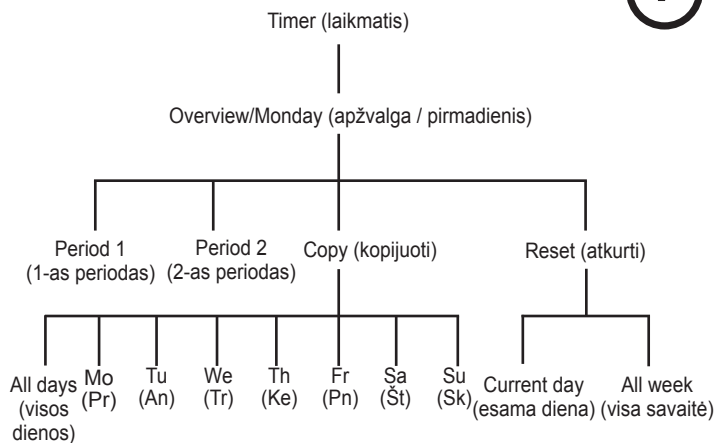 Timer (laikmatis)
Overview/Monday (apžvalga / pirmadienis)
Period 1
(1-as periodas)
Period 2
(2-as periodas)
Copy (kopijuoti)
Reset (atkurti)
All days
(visos
dienos)
Mo
(Pr)
Tu
(An)
We
(Tr)
Th
(Ke)
Fr
(Pn)
Sa
(Št)
Su
(Sk)
Current day
(esama diena)
All week
(visa savaitė)